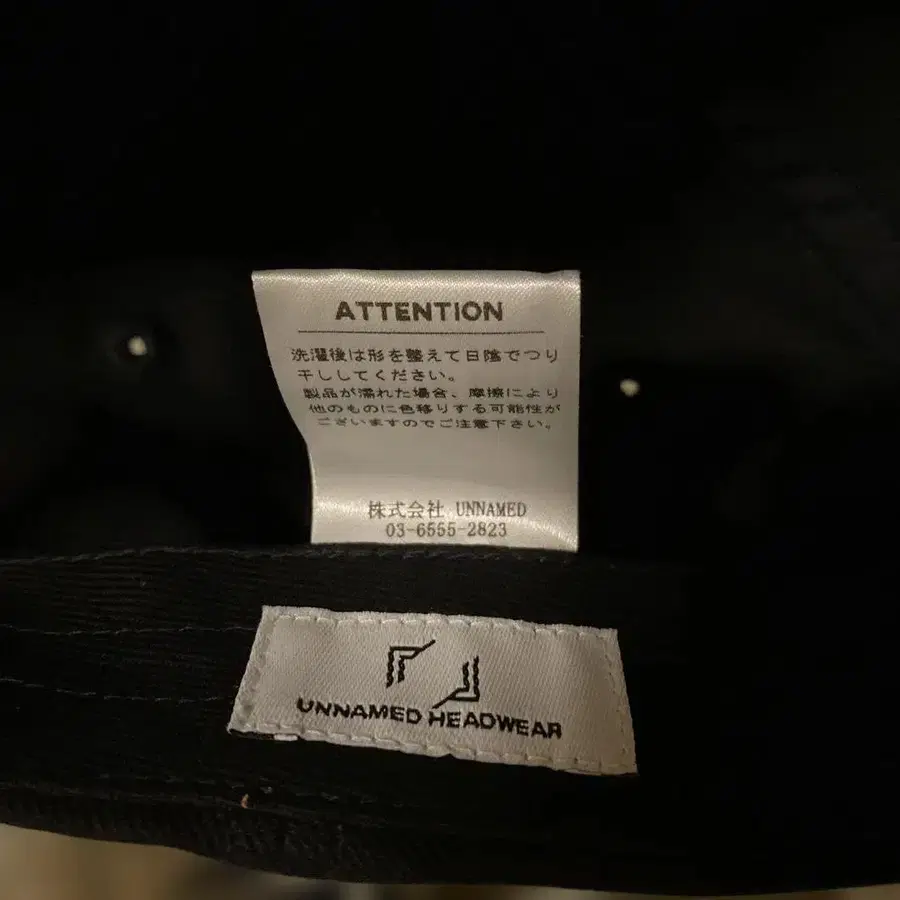 ATTENTION
洗濯後は形を整えて日陰でつり
干ししてください。
製品が濡れた場合、摩擦により
他のものに色移りする可能性が
ございますのでご注意下さい。
株式会社 UNNAMED
03-6555-2823
UNNAMED HEADWEAR